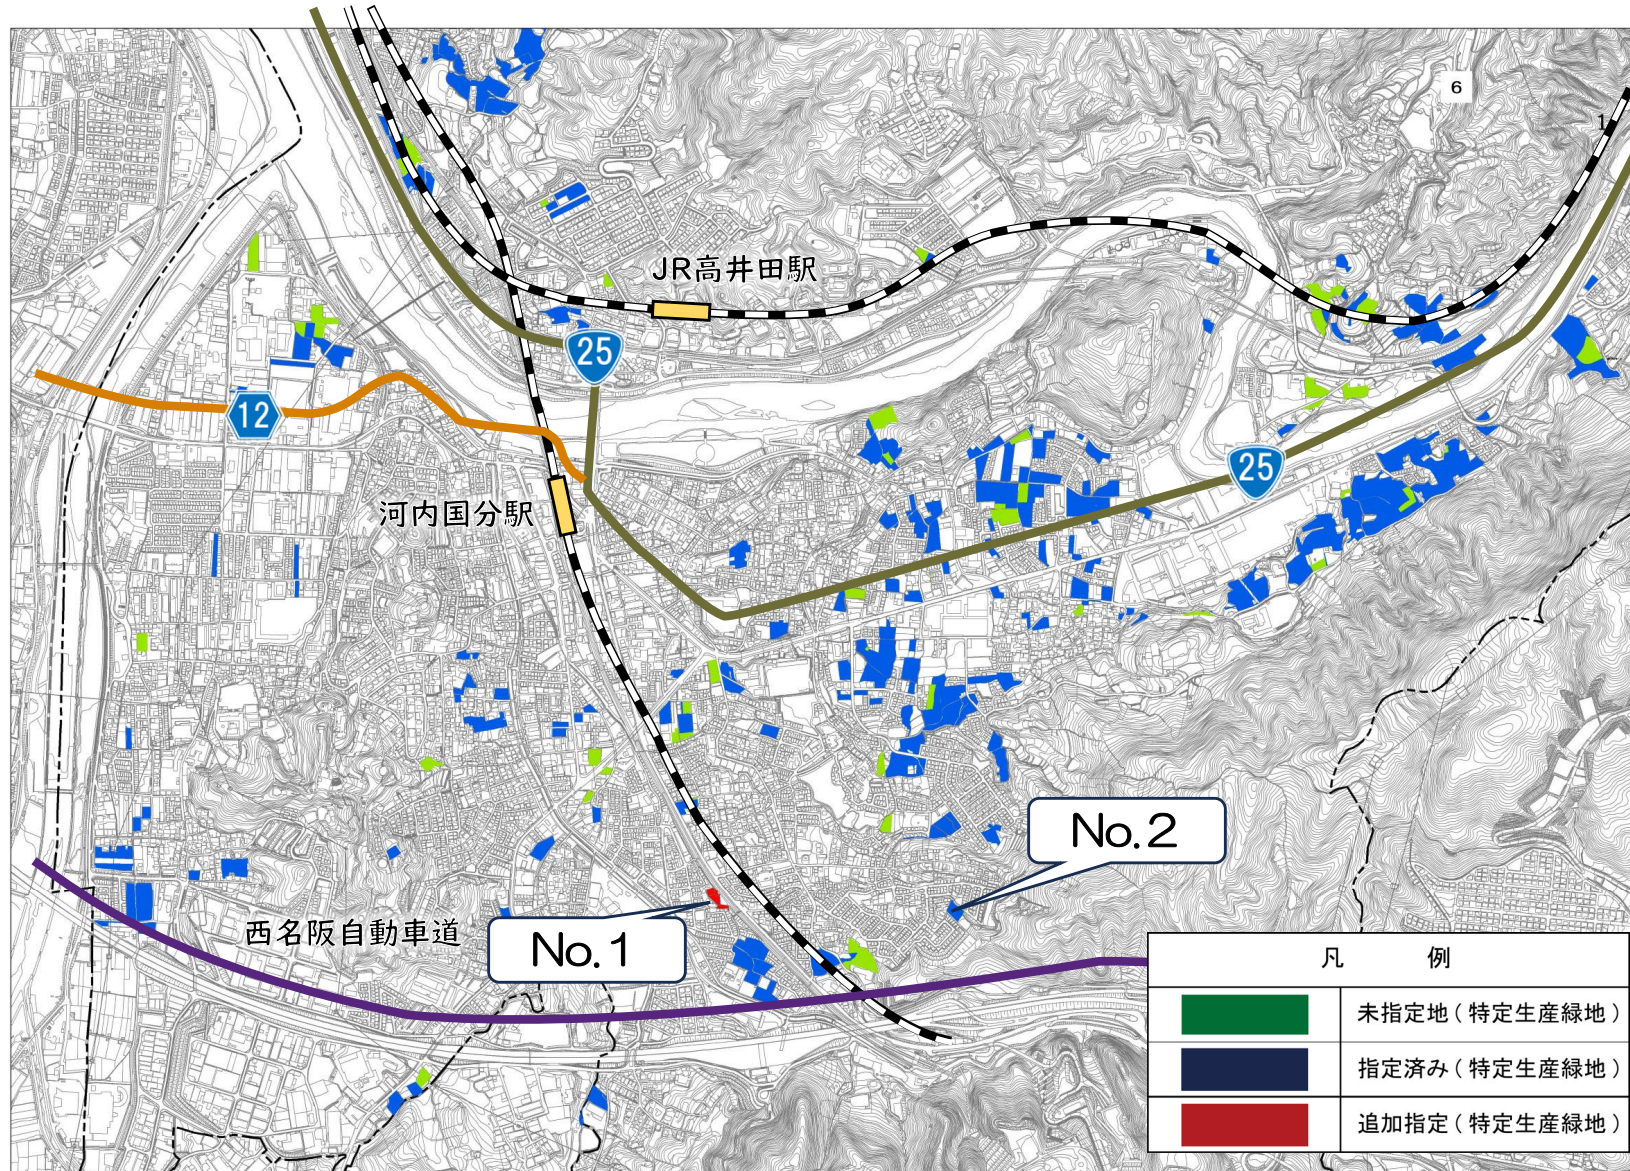 6
1
JR高井田駅
25
12
25
河内国分駅
No.2
西名阪自動車道
No.1
凡 例
未指定地(特定生産緑地)
指定済み(特定生産緑地)
追加指定(特定生産緑地)